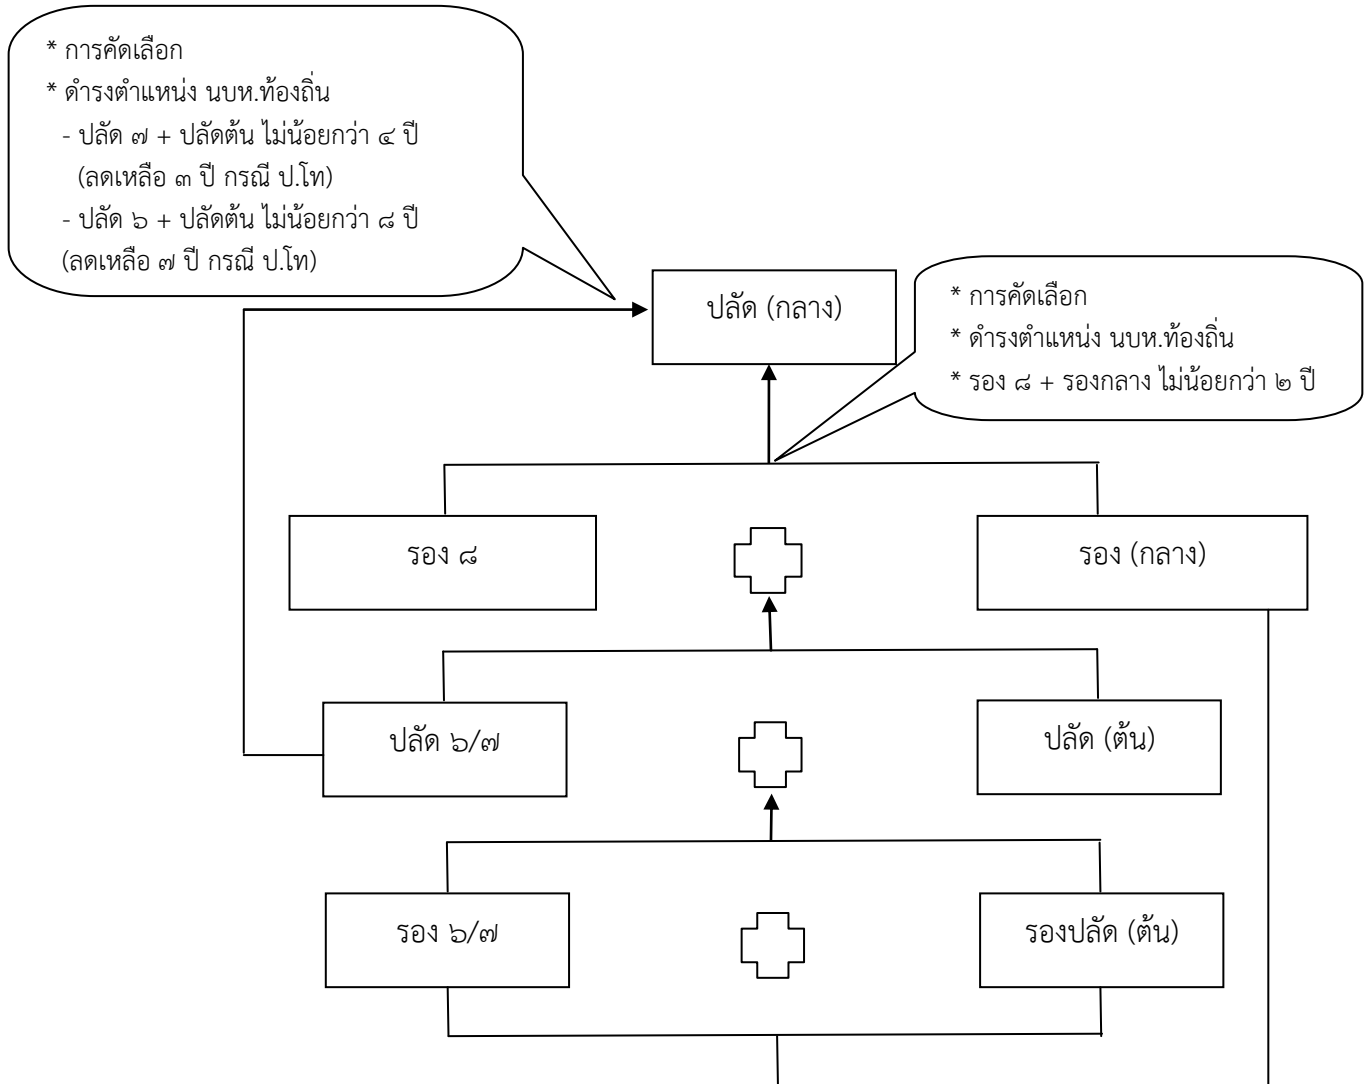 * การคัดเลือก
* ดำรงตำแหน่ง นบห.ท้องถิ่น
- ปลัด ๗ + ปลัดต้น ไม่น้อยกว่า ๔ ปี
(ลดเหลือ ๓ ปี กรณี ป.โท)
- ปลัด ๖ + ปลัดต้น ไม่น้อยกว่า ๘ ปี
(ลดเหลือ ๗ ปี กรณี ป.โท)
ปลัด (กลาง)
* การคัดเลือก
* ดำรงตำแหน่ง นบห.ท้องถิ่น
* รอง ๘ + รองกลาง ไม่น้อยกว่า ๒ ปี
รอง ๘
รอง (กลาง)
ปลัด ๖/๗
ปลัด (ต้น)
รอง ๖/๗
รองปลัด (ต้น)